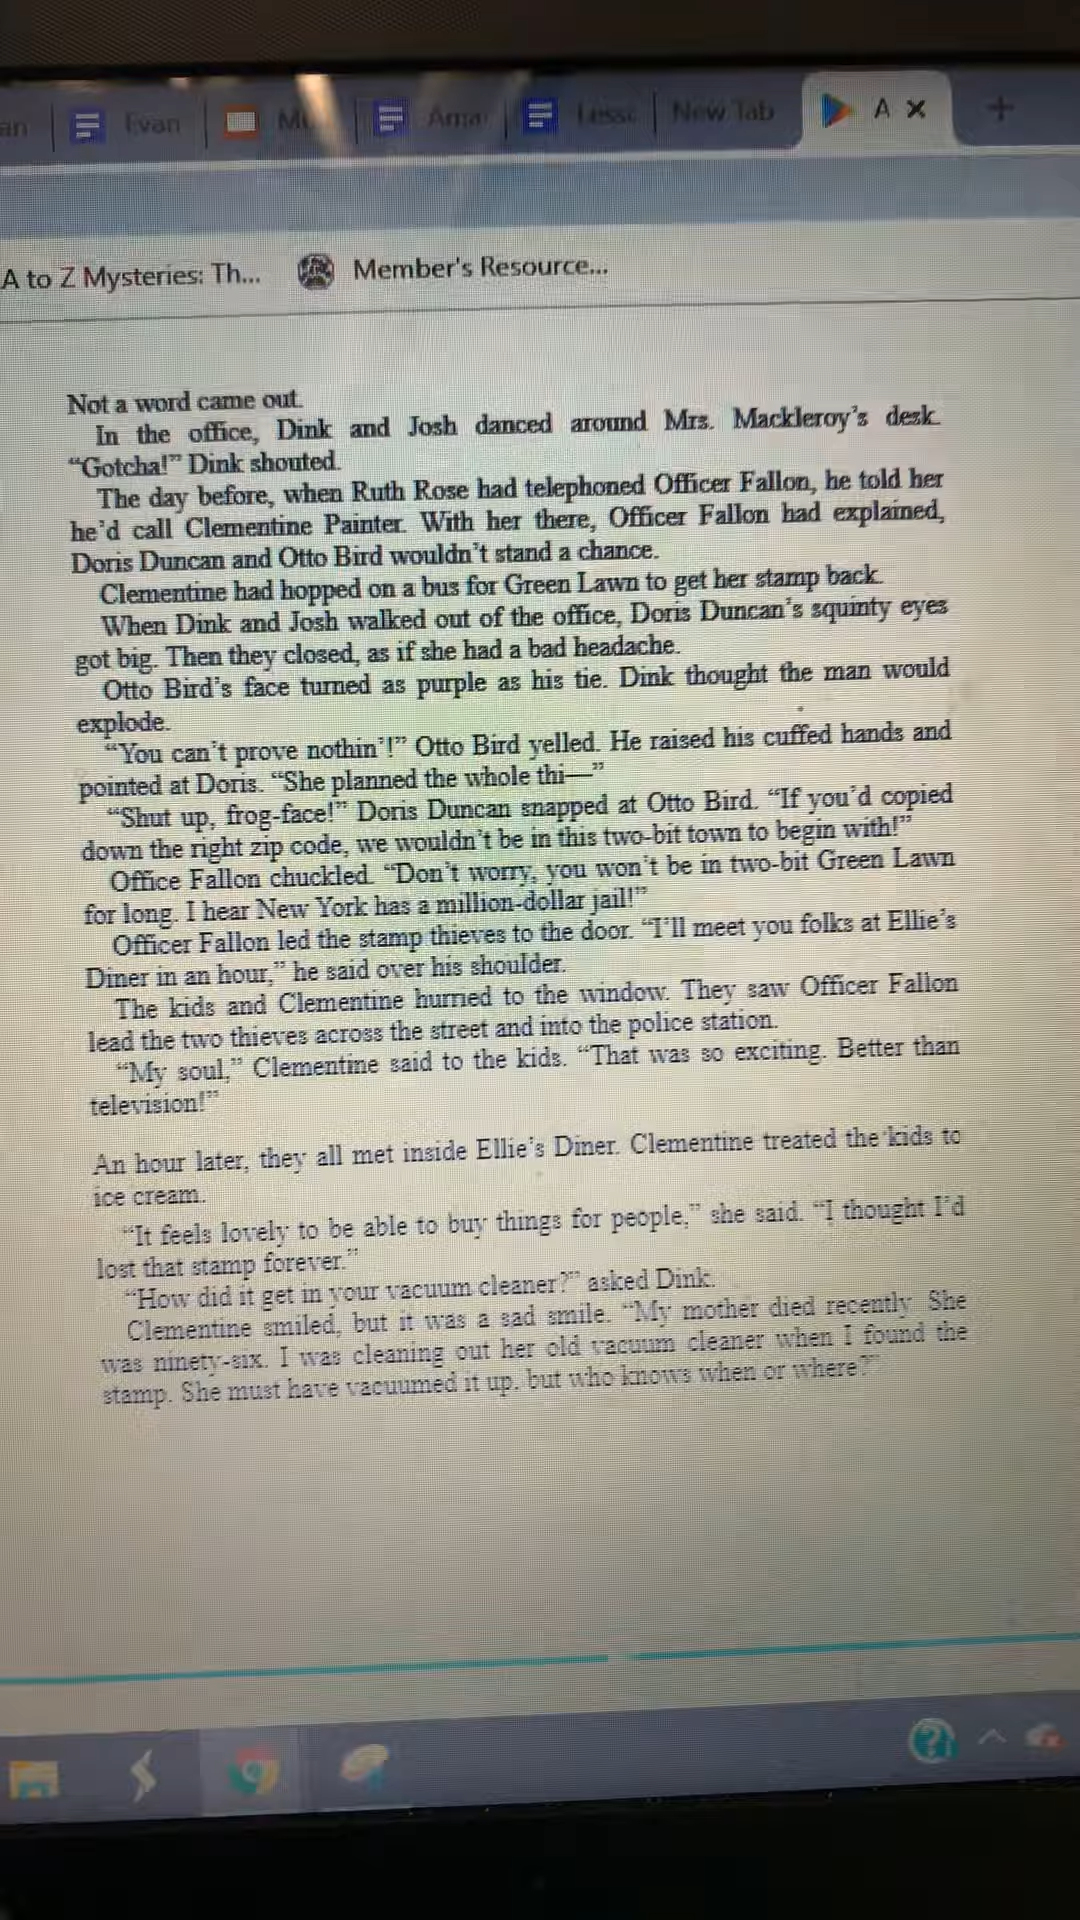 an
Evan
New Tab
A
A to Z Mysteries: Th...
Member's Resource...
Not a word came out.
In the office, Dink and Josh danced around Mrs. Mackleroy's desk.
“Gotcha!” Dink shouted.
The day before, when Ruth Rose had telephoned Officer Fallon, he told her
he'd call Clementine Painter. With her there, Officer Fallon had explained,
Doris Duncan and Otto Bird wouldn't stand a chance.
Clementine had hopped on a bus for Green Lawn to get her stamp back.
When Dink and Josh walked out of the office, Doris Duncan's squinty eyes
got big. Then they closed, as if she had a bad headache.
Otto Bird's face turned as purple as his tie. Dink thought the man would
explode.
“You can't prove nothin'!” Otto Bird yelled. He raised his cuffed hands and
pointed at Doris. “She planned the whole thi—”
“Shut up, frog-face!” Doris Duncan snapped at Otto Bird. “If you'd copied
down the right zip code, we wouldn't be in this two-bit town to begin with!”
Office Fallon chuckled. “Don't worry, you won't be in two-bit Green Lawn
for long. I hear New York has a million-dollar jail!”
Officer Fallon led the stamp thieves to the door. “I'll meet you folks at Ellie's
Diner in an hour,” he said over his shoulder.
The kids and Clementine hurried to the window. They saw Officer Fallon
lead the two thieves across the street and into the police station.
“My soul,” Clementine said to the kids. “That was so exciting. Better than
television!”
An hour later, they all met inside Ellie's Diner. Clementine treated the kids to
ice cream.
“It feels lovely to be able to buy things for people,” she said. “I thought I'd
lost that stamp forever.”
“How did it get in your vacuum cleaner?” asked Dink.
Clementine smiled, but it was a sad smile. “My mother died recently. She
was ninety-six. I was cleaning out her old vacuum cleaner when I found the
stamp. She must have vacuumed it up, but who knows when or where?”